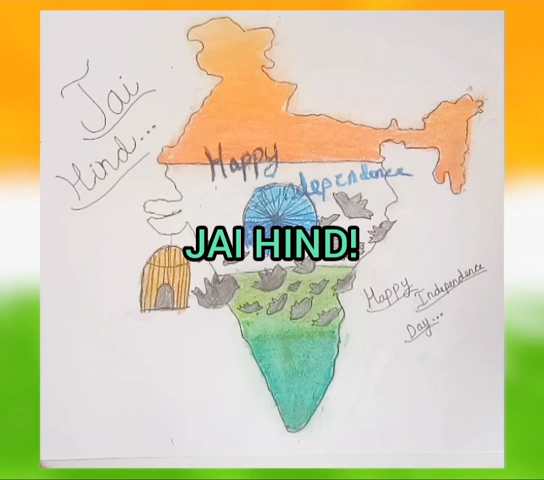 Jai
Hind...
Happy
Independence
JAI HIND!
Happy
Independence
Day...